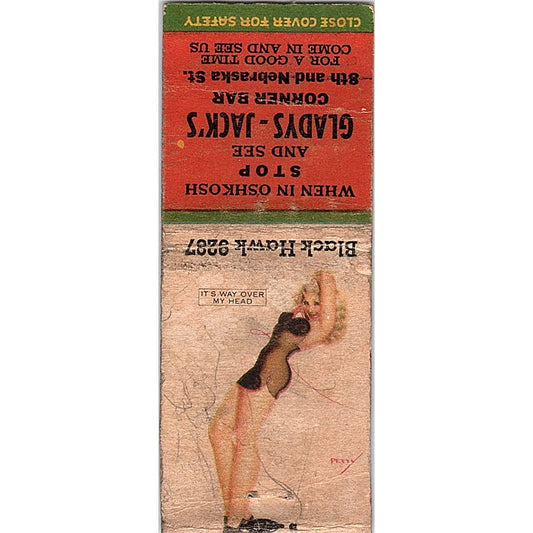 CLOSE COVER FOR SAFETY
WHEN IN OSHKOSH
STOP
AND SEE
GLADYS - JACK'S
CORNER BAR
8th and Nebraska St.
FOR A GOOD TIME
COME IN AND SEE US
Black Hawk 9287
IT'S WAY OVER
MY HEAD
PETTY